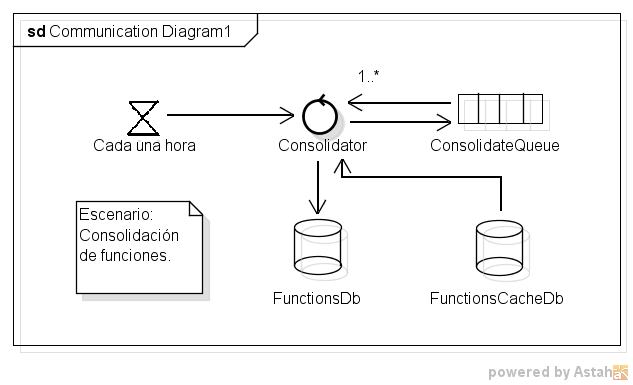 sd Communication Diagram1
1..*
Cada una hora
Consolidator
ConsolidateQueue
Escenario:
Consolidación
de funciones.
FunctionsDb
FunctionsCacheDb
powered by Astah